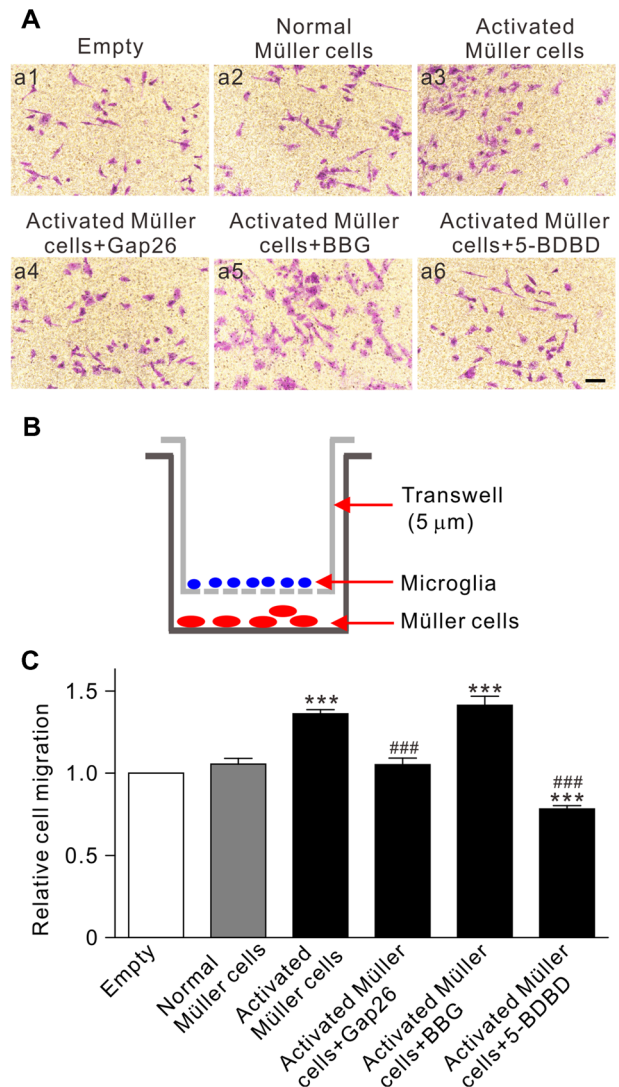 A
Empty
Normal
Müller cells
Activated
Müller cells
a1
a2
a3
Activated Müller
cells+Gap26
Activated Müller
cells+BBG
Activated Müller
cells+5-BDBD
a4
a5
a6
B
Transwell
(5 μm)
Microglia
Müller cells
C
Relative cell migration
1.5
1.0
0.5
0
***
###
***
###
***
Empty
Normal
Müller cells
Activated
Müller cells
Activated Müller
cells+Gap26
Activated Müller
cells+BBG
Activated Müller
cells+5-BDBD